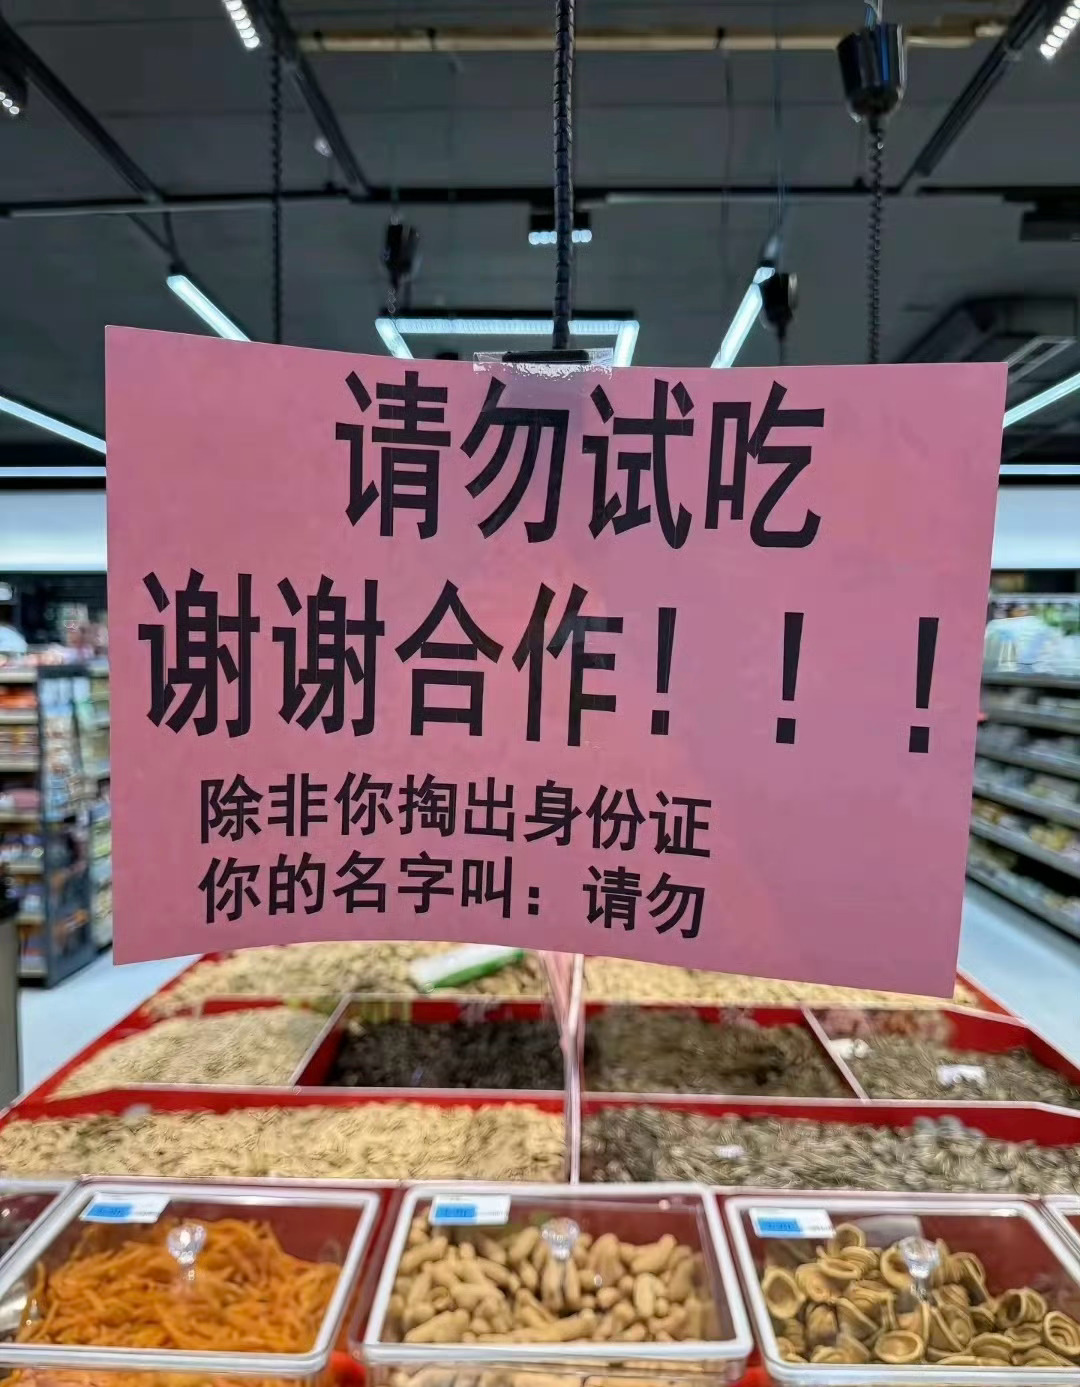 请勿试吃
谢谢合作！！！
除非你掏出身份证
你的名字叫：请勿